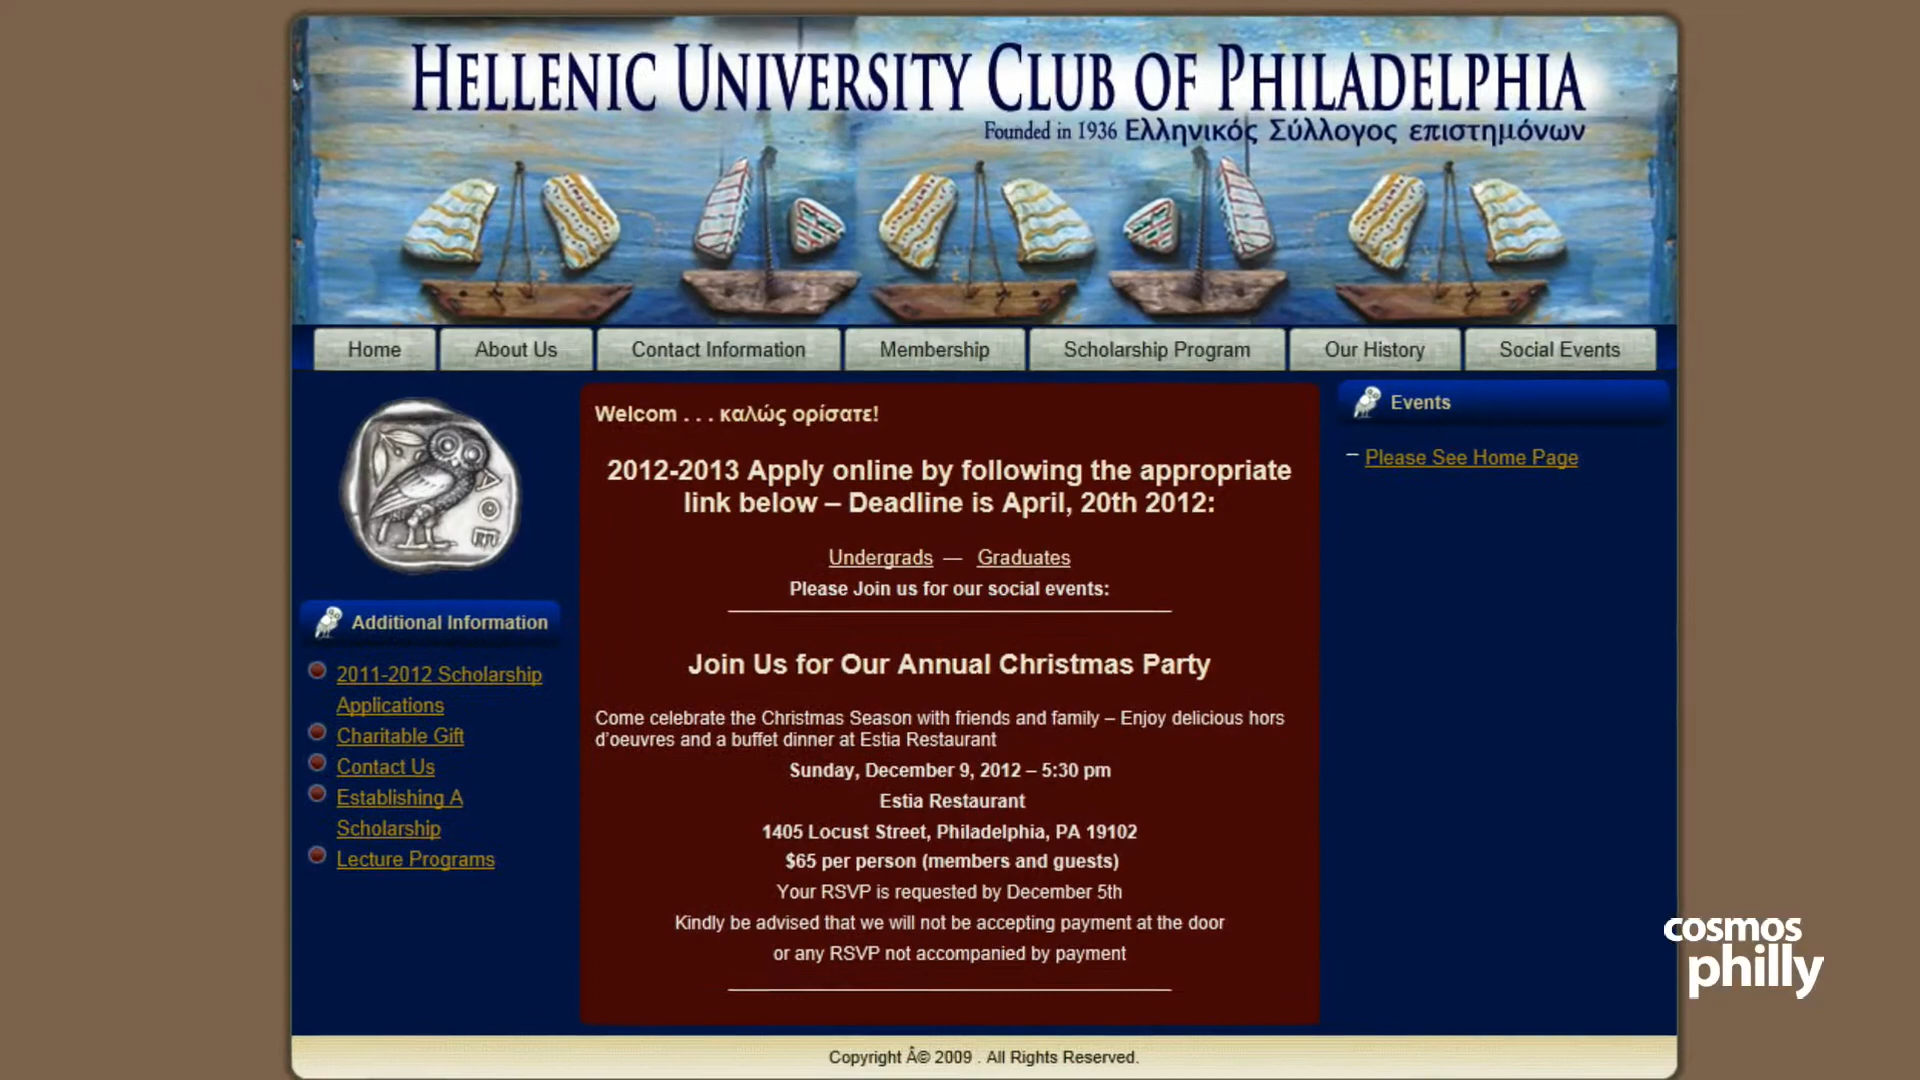 HELLENIC UNIVERSITY CLUB OF PHILADELPHIA
Founded in 1936 Ελληνικός Σύλλογος επιστημόνων
Home
About Us
Contact Information
Membership
Scholarship Program
Our History
Social Events
ΑΘΕ
Additional Information
2011-2012 Scholarship
Applications
Charitable Gift
Contact Us
Establishing A
Scholarship
Lecture Programs
Welcom . . . καλώς ορίσατε!
2012-2013 Apply online by following the appropriate
link below – Deadline is April, 20th 2012:
Undergrads — Graduates
Please Join us for our social events:
Join Us for Our Annual Christmas Party
Come celebrate the Christmas Season with friends and family – Enjoy delicious hors
d’oeuvres and a buffet dinner at Estia Restaurant
Sunday, December 9, 2012 – 5:30 pm
Estia Restaurant
1405 Locust Street, Philadelphia, PA 19102
$65 per person (members and guests)
Your RSVP is requested by December 5th
Kindly be advised that we will not be accepting payment at the door
or any RSVP not accompanied by payment
Events
– Please See Home Page
cosmos
philly
Copyright Â© 2009 . All Rights Reserved.